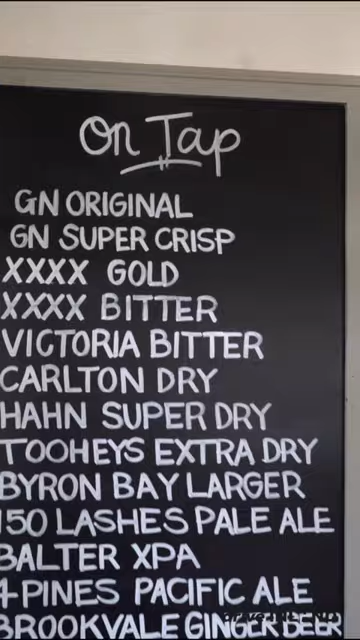 On Tap
GN ORIGINAL
GN SUPER CRISP
XXXX GOLD
XXXX BITTER
VICTORIA BITTER
CARLTON DRY
HAHN SUPER DRY
TOOHEYS EXTRA DRY
BYRON BAY LARGER
150 LASHES PALE ALE
BALTER XPA
4 PINES PACIFIC ALE
BROOKVALE GINGER BEER